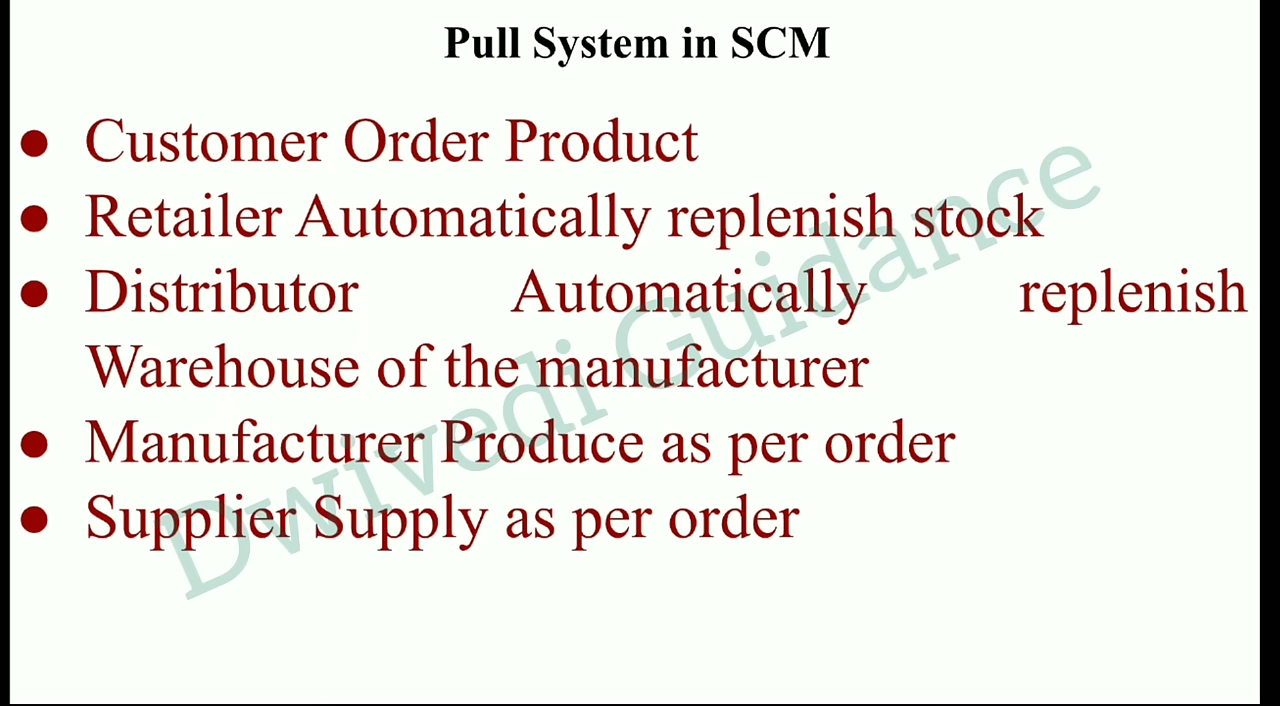 Pull System in SCM
● Customer Order Product
● Retailer Automatically replenish stock
● Distributor Automatically replenish
Warehouse of the manufacturer
● Manufacturer Produce as per order
● Supplier Supply as per order
Dwivedi Guidance